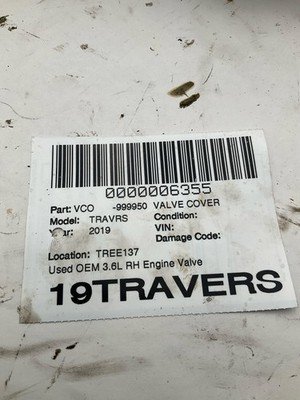 0000006355
Part: VCO -999950 VALVE COVER
Model: TRAVRS Condition:
Year: 2019 VIN:
Damage Code:
Location: TREE137
Used OEM 3.6L RH Engine Valve
19TRAVERS